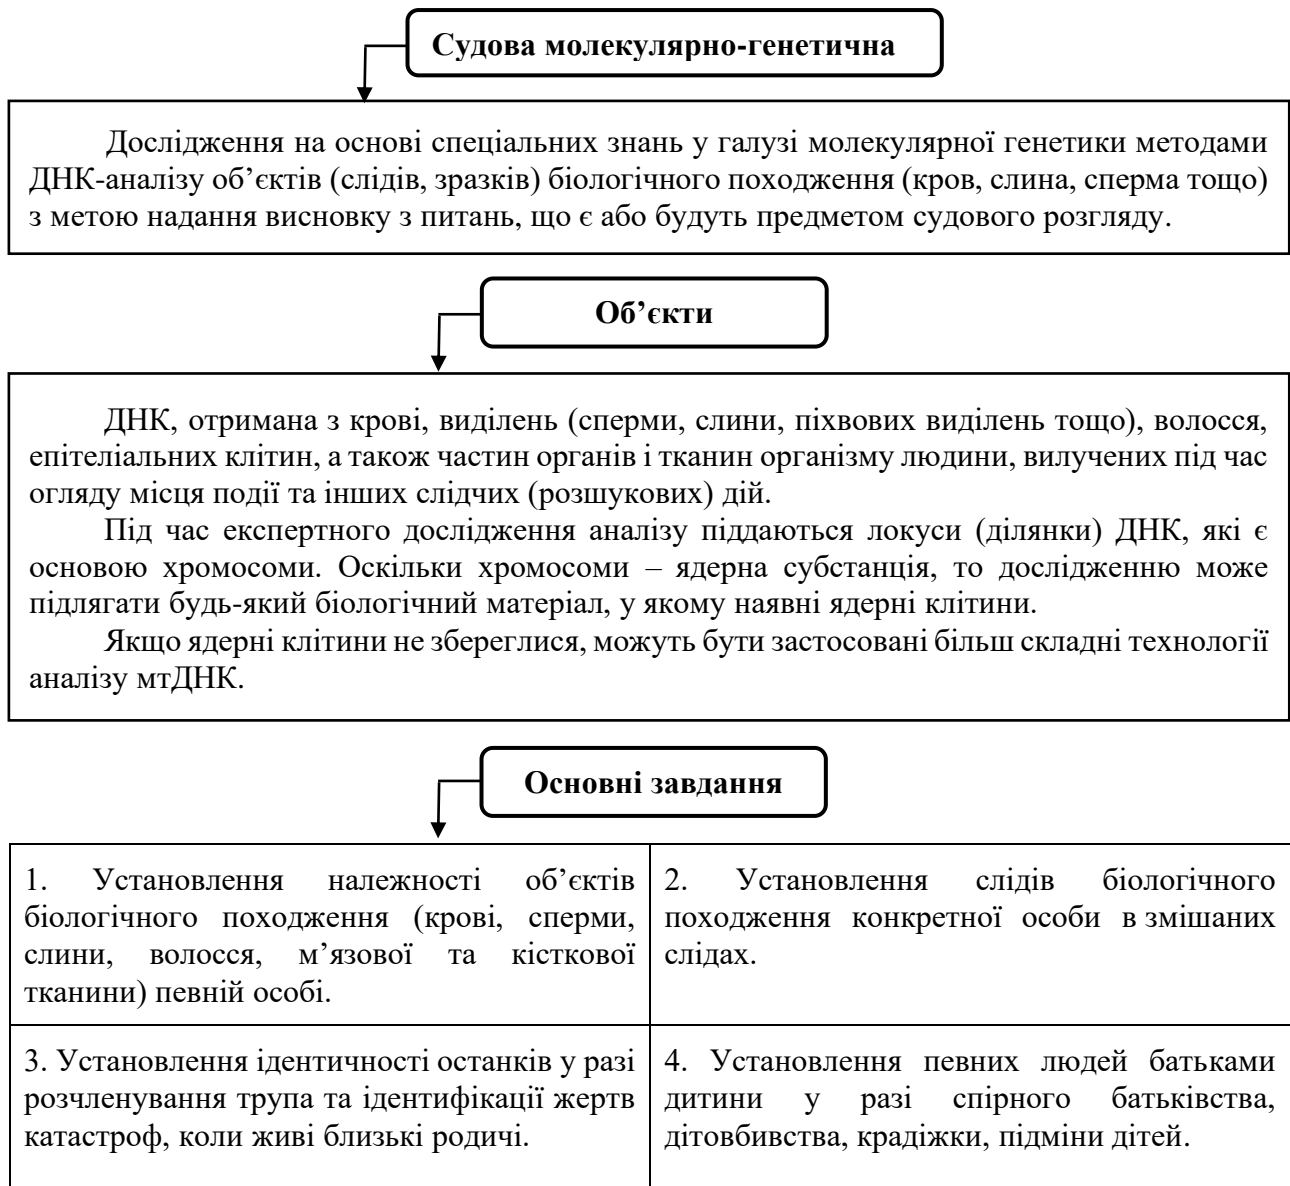 Судова молекулярно-генетична
Дослідження на основі спеціальних знань у галузі молекулярної генетики методами
ДНК-аналізу об’єктів (слідів, зразків) біологічного походження (кров, слина, сперма тощо)
з метою надання висновку з питань, що є або будуть предметом судового розгляду.
Об’єкти
ДНК, отримана з крові, виділень (сперми, слини, піхвових виділень тощо), волосся,
епітеліальних клітин, а також частин органів і тканин організму людини, вилучених під час
огляду місця події та інших слідчих (розшукових) дій.
Під час експертного дослідження аналізу піддаються локуси (ділянки) ДНК, які є
основою хромосоми. Оскільки хромосоми – ядерна субстанція, то дослідженню може
підлягати будь-який біологічний матеріал, у якому наявні ядерні клітини.
Якщо ядерні клітини не збереглися, можуть бути застосовані більш складні технології
аналізу мтДНК.
Основні завдання
1. Установлення належності об’єктів
біологічного походження (крові, сперми,
слини, волосся, м’язової та кісткової
тканини) певній особі.
2. Установлення слідів біологічного
походження конкретної особи в змішаних
слідах.
3. Установлення ідентичності останків у разі
розчленування трупа та ідентифікації жертв
катастроф, коли живі близькі родичі.
4. Установлення певних людей батьками
дитини у разі спірного батьківства,
дітовбивства, крадіжки, підміни дітей.